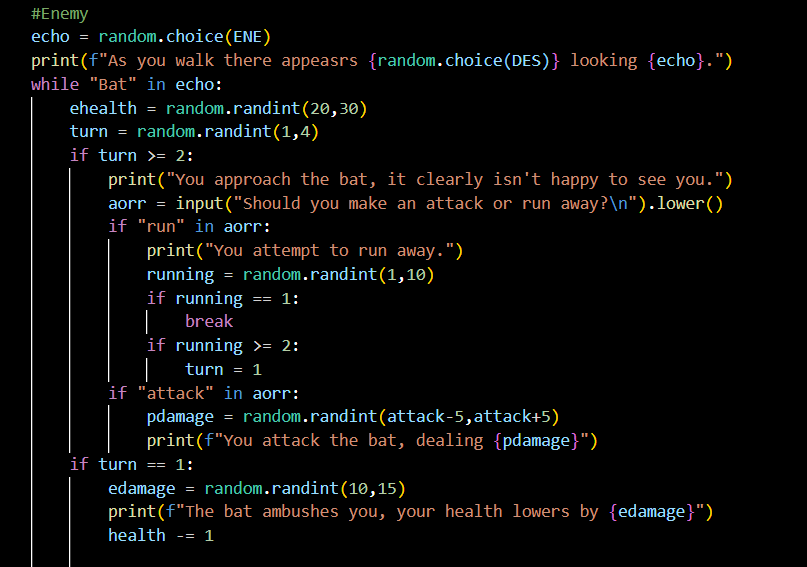 #Enemy
echo = random.choice(ENE)
print(f"As you walk there appeasrs {random.choice(DES)} looking {echo}.")
while "Bat" in echo:
    ehealth = random.randint(20,30)
    turn = random.randint(1,4)
    if turn >= 2:
        print("You approach the bat, it clearly isn't happy to see you.")
        aorr = input("Should you make an attack or run away?\n").lower()
        if "run" in aorr:
            print("You attempt to run away.")
            running = random.randint(1,10)
            if running == 1:
                break
            if running >= 2:
                turn = 1
        if "attack" in aorr:
            pdamage = random.randint(attack-5,attack+5)
            print(f"You attack the bat, dealing {pdamage}")
    if turn == 1:
        edamage = random.randint(10,15)
        print(f"The bat ambushes you, your health lowers by {edamage}")
        health -= 1